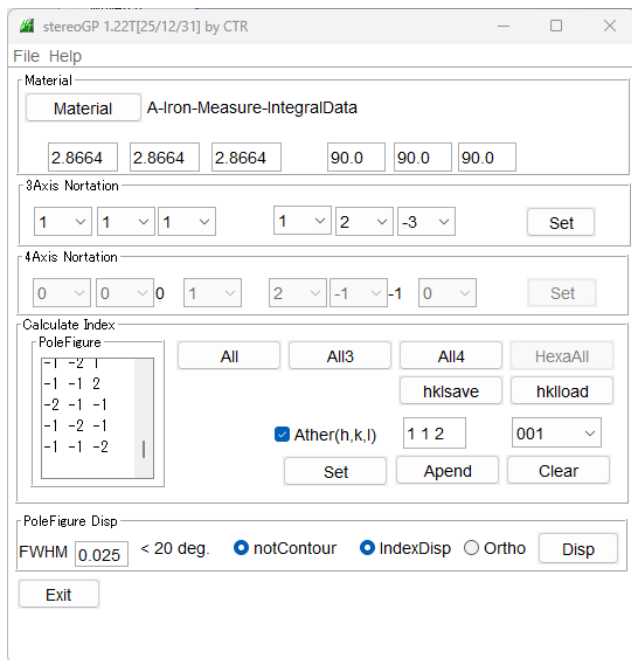 stereoGP 1.22T[25/12/31] by CTR
File Help
Material
Material A-Iron-Measure-IntegralData
2.8664 2.8664 2.8664 90.0 90.0 90.0
3Axis Nortation
1 1 1 1 2 -3 Set
4Axis Nortation
0 0 0 1 2 -1 -1 0 Set
Calculate Index
PoleFigure
-1 -2 1
-1 -1 2
-2 -1 -1
-1 -2 -1
-1 -1 -2
All All3 All4 HexaAll
hklsave hklload
Ather(h,k,l) 1 1 2 001
Set Apend Clear
PoleFigure Disp
FWHM 0.025 < 20 deg. notContour IndexDisp Ortho Disp
Exit